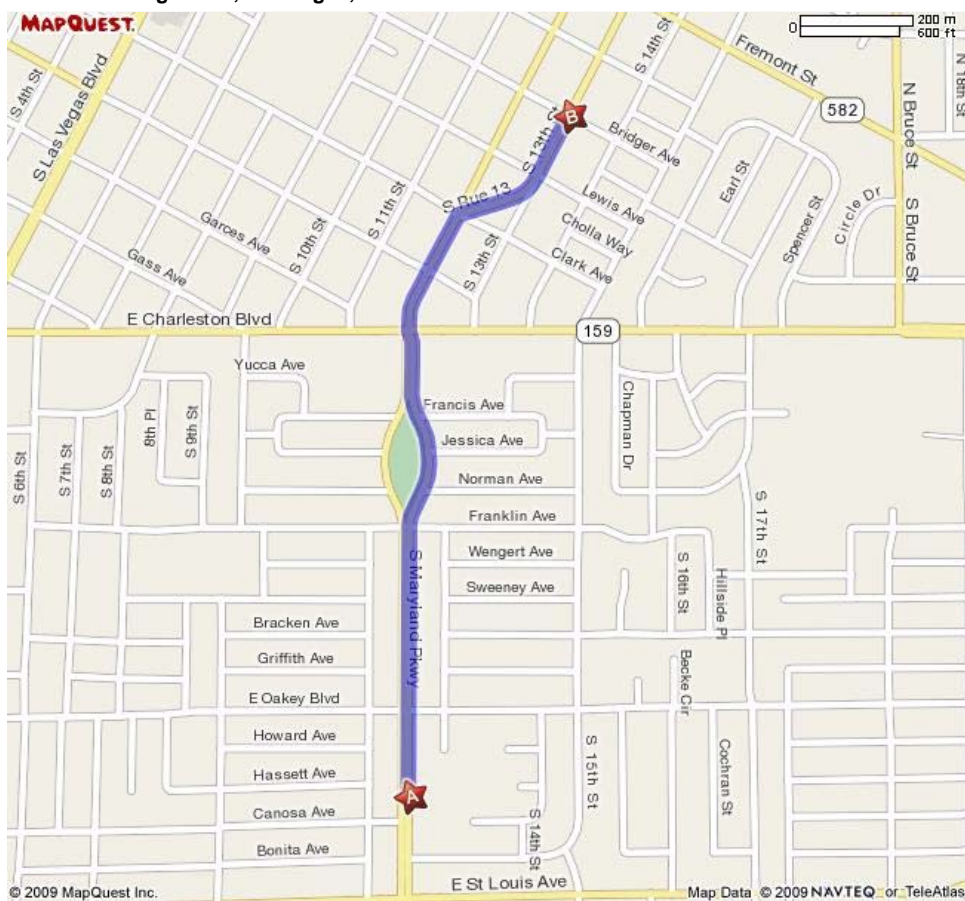 MAPQUEST.
0
200 m
600 ft
S 4th St
S Las Vegas Blvd
S 14th St
Fremont St
582
N Bruce St
N 18th St
S 13th St
Bridger Ave
Earl St
S 11th St
Lewis Ave
Cholla Way
Clark Ave
Spencer St
Circle Dr
S Bruce St
Garces Ave
S 10th St
S 13th St
Gass Ave
E Charleston Blvd
159
Yucca Ave
Francis Ave
Jessica Ave
Chapman Dr
8th Pl
S 9th St
S 6th St
S 7th St
S 8th St
Norman Ave
Franklin Ave
S 17th St
Wengert Ave
Sweeney Ave
S 16th St
Hillside Pl
S Maryland Pkwy
Bracken Ave
Griffith Ave
E Oakey Blvd
Becke Cir
Howard Ave
Hassett Ave
S 15th St
Cochran St
A
B
Canosa Ave
S 14th St
Bonita Ave
E St Louis Ave
© 2009 MapQuest Inc.
Map Data © 2009 NAVTEQ or TeleAtlas